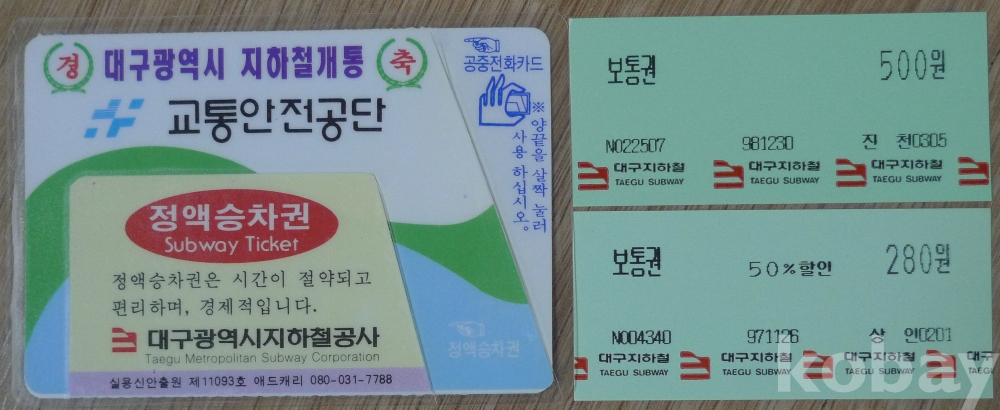 경 대구광역시 지하철개통 축
교통안전공단
공중전화카드
※ 양끝을 살짝 눌러
사용 하십시오。
정액승차권
Subway Ticket
정액승차권은 시간이 절약되고
편리하며, 경제적입니다.
대구광역시지하철공사
Taegu Metropolitan Subway Corporation
정액승차권
실용신안출원 제11093호 애드캐리 080-031-7788
보통권 500원
N022507 981230 진 천0305
대구지하철 대구지하철 대구지하철
TAEGU SUBWAY TAEGU SUBWAY TAEGU SUBWAY
보통권 50%할인 280원
N004340 971126 상 인0201
대구지하철 대구지하철 대구지하철 대구지
TAEGU SUBWAY TAEGU SUBWAY TAEGU SUBWAY TAEGU S
kobay